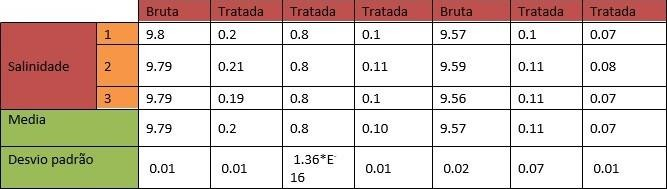 Bruta Tratada Tratada Tratada Bruta Tratada Tratada
Salinidade 1 9.8 0.2 0.8 0.1 9.57 0.1 0.07
2 9.79 0.21 0.8 0.11 9.59 0.11 0.08
3 9.79 0.19 0.8 0.1 9.56 0.11 0.07
Media 9.79 0.2 0.8 0.10 9.57 0.11 0.07
Desvio padrão 0.01 0.01 1.36*E-16 0.01 0.02 0.07 0.01